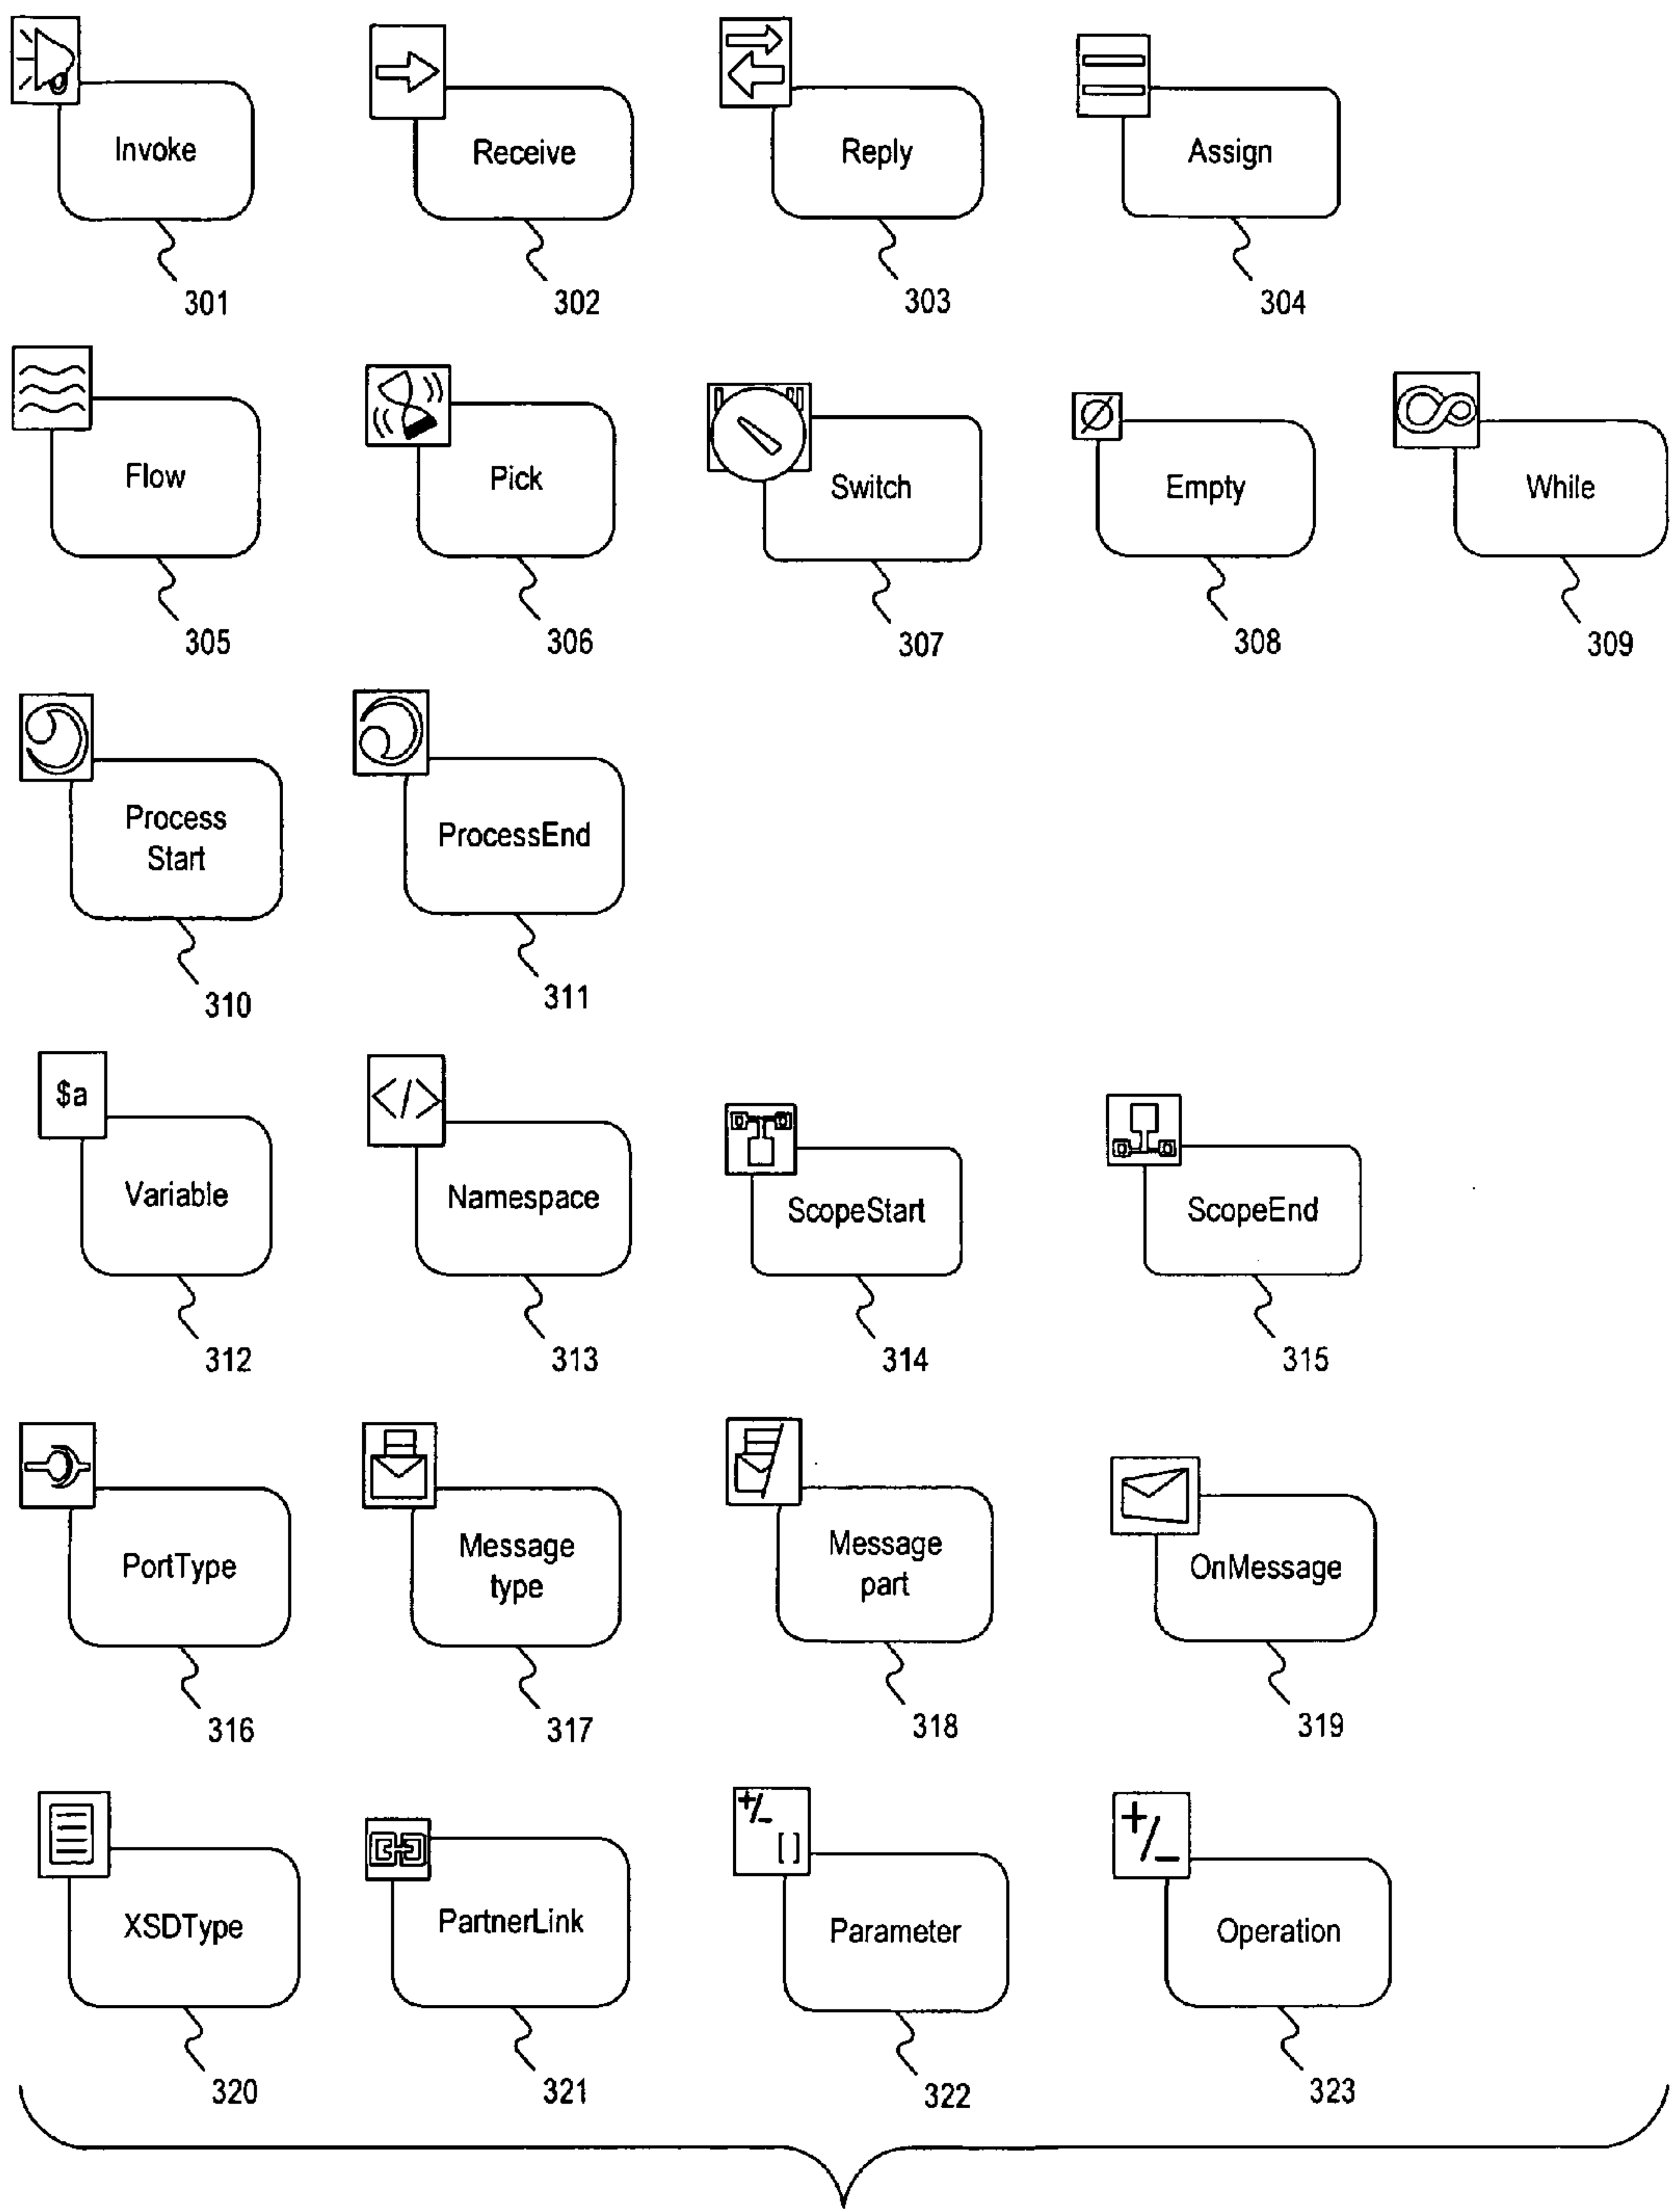 Invoke
Receive
Reply
Assign
301
302
303
304
Flow
Pick
Switch
Empty
While
305
306
307
308
309
Process
Start
ProcessEnd
310
311
$a
</>
Variable
Namespace
ScopeStart
ScopeEnd
312
313
314
315
PortType
Message
type
Message
part
OnMessage
316
317
318
319
+/_
[ ]
+/_
XSDType
PartnerLink
Parameter
Operation
320
321
322
323